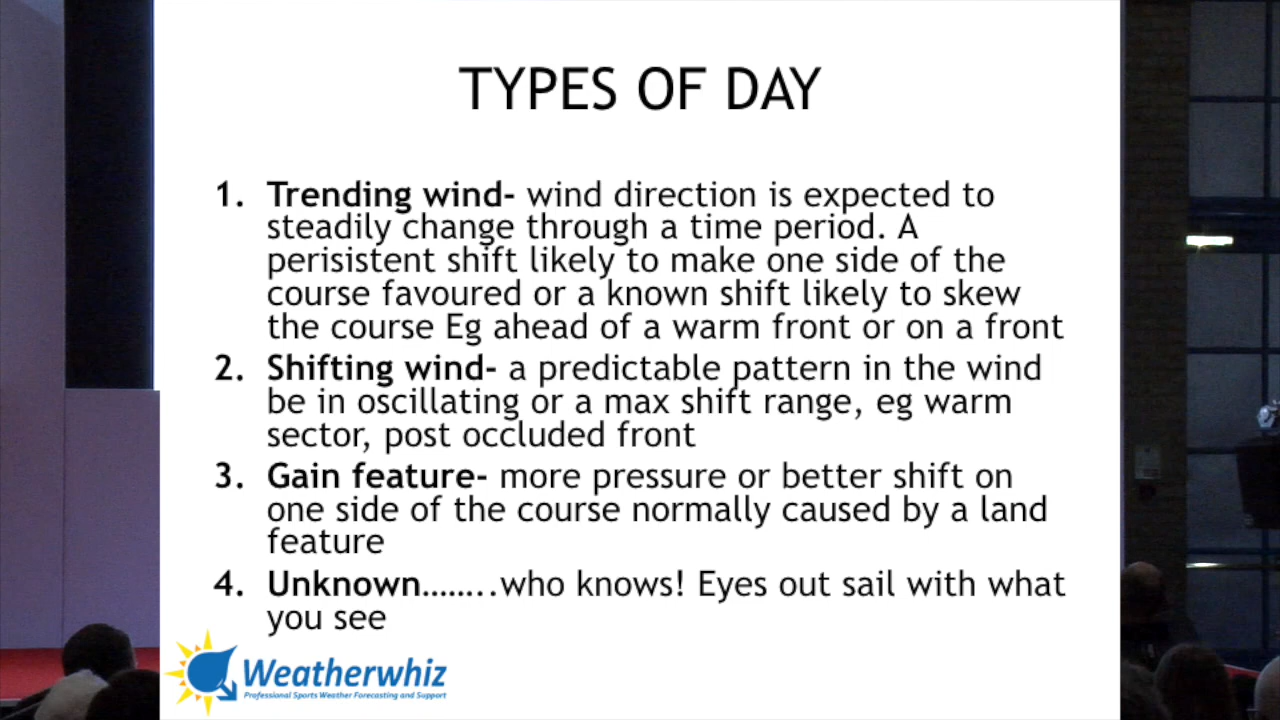 TYPES OF DAY
1. Trending wind- wind direction is expected to
steadily change through a time period. A
perisistent shift likely to make one side of the
course favoured or a known shift likely to skew
the course Eg ahead of a warm front or on a front
2. Shifting wind- a predictable pattern in the wind
be in oscillating or a max shift range, eg warm
sector, post occluded front
3. Gain feature- more pressure or better shift on
one side of the course normally caused by a land
feature
4. Unknown……..who knows! Eyes out sail with what
you see
Weatherwhiz
Professional Sports Weather Forecasting and Support